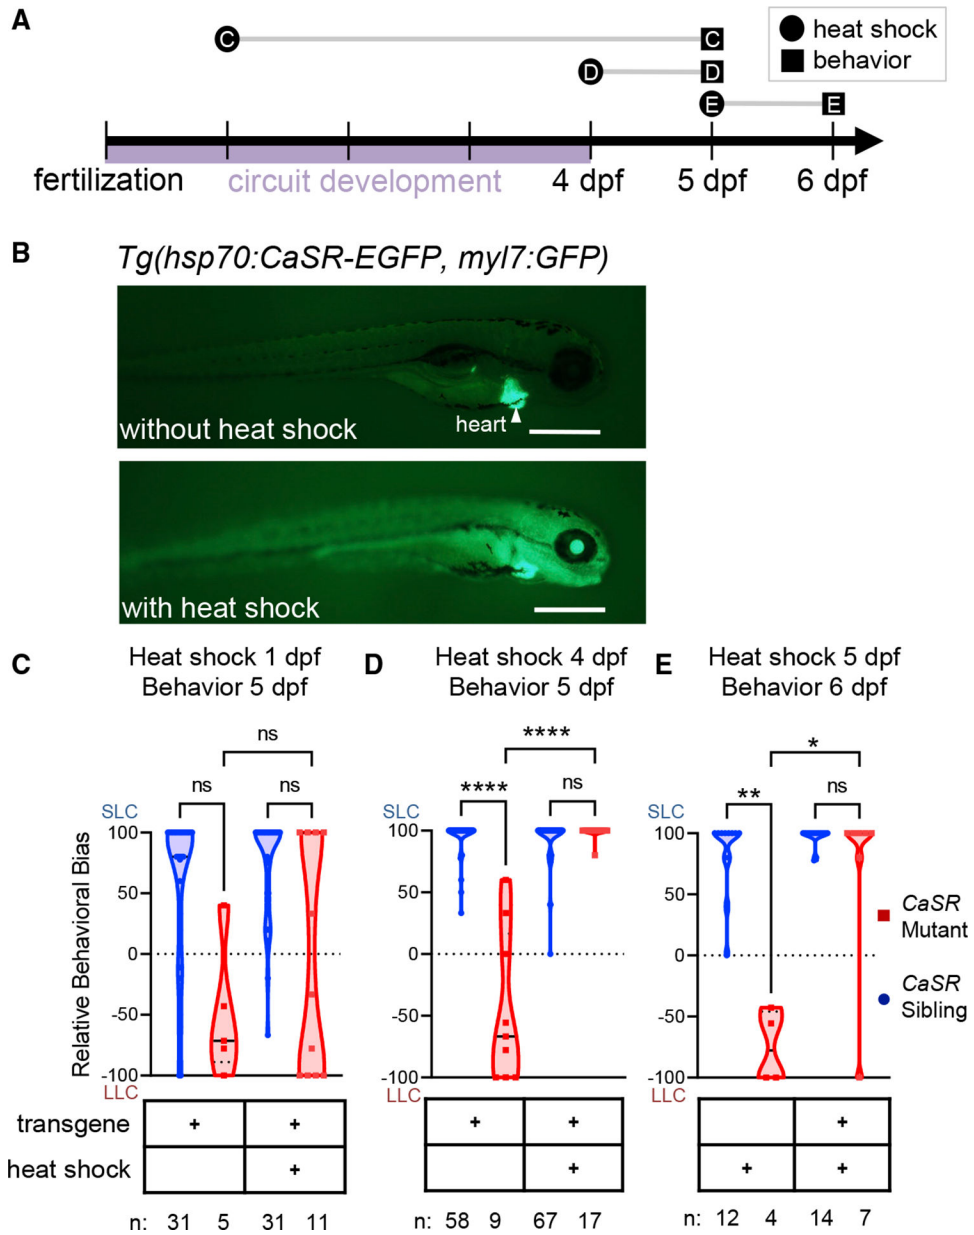 A
C C
D D
E E
heat shock
behavior
fertilization circuit development 4 dpf 5 dpf 6 dpf
B Tg(hsp70:CaSR-EGFP, myl7:GFP)
heart
without heat shock
with heat shock
C Heat shock 1 dpf
Behavior 5 dpf
ns
ns ns
SLC
100
50
0
-50
-100
LLC
Relative Behavioral Bias
D Heat shock 4 dpf
Behavior 5 dpf
****
**** ns
SLC
100
50
0
-50
-100
LLC
E Heat shock 5 dpf
Behavior 6 dpf
*
** ns
SLC
100
50
0
-50
-100
LLC
CaSR
Mutant
CaSR
Sibling
transgene + + + + +
heat shock + + + +
n: 31 5 31 11 n: 58 9 67 17 n: 12 4 14 7